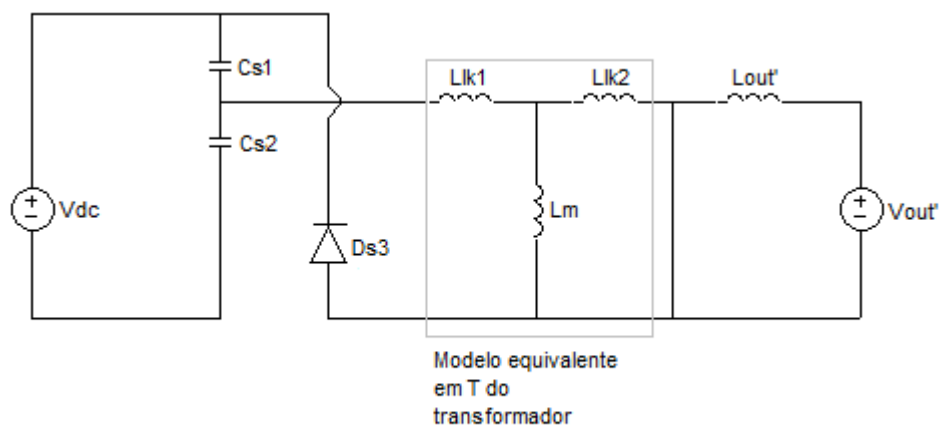 Cs1
Llk1
Llk2
Lout'
Cs2
Vdc
Lm
Vout'
Ds3
Modelo equivalente
em T do
transformador